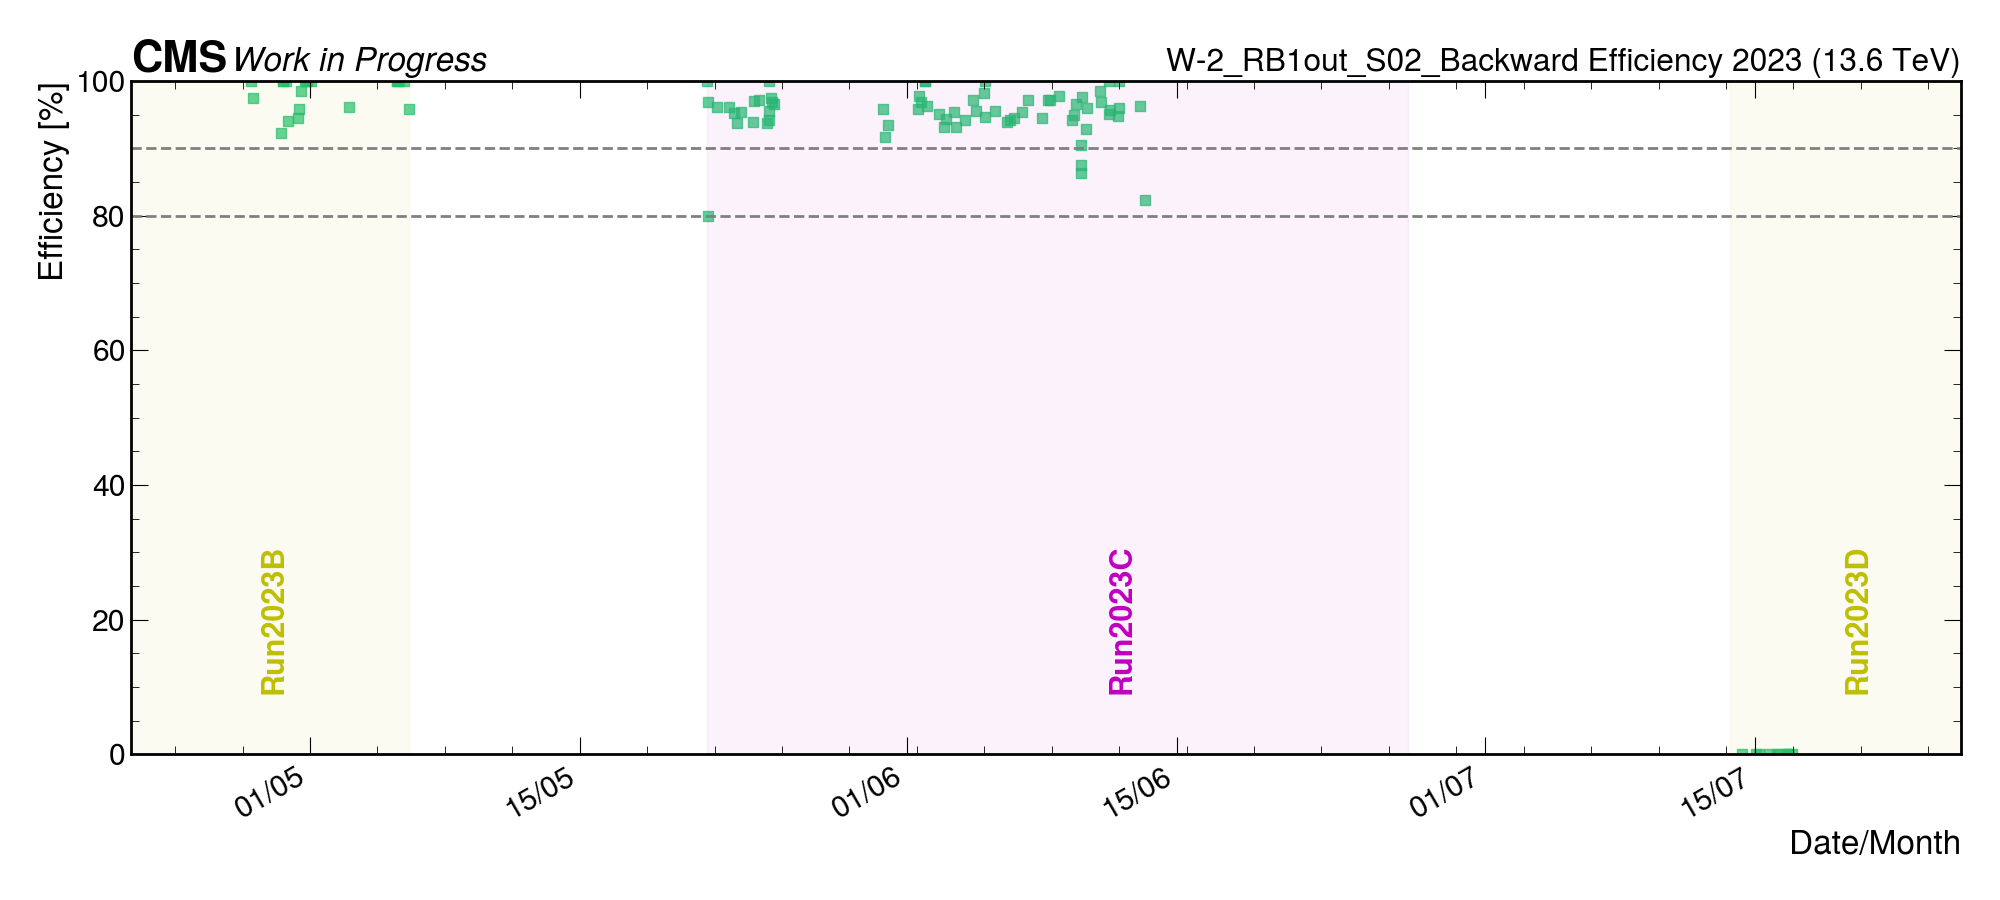 CMS Work in Progress
W-2_RB1out_S02_Backward Efficiency 2023 (13.6 TeV)
Efficiency [%]
100
80
60
40
20
0
Run2023B
Run2023C
Run2023D
01/05
15/05
01/06
15/06
01/07
15/07
Date/Month